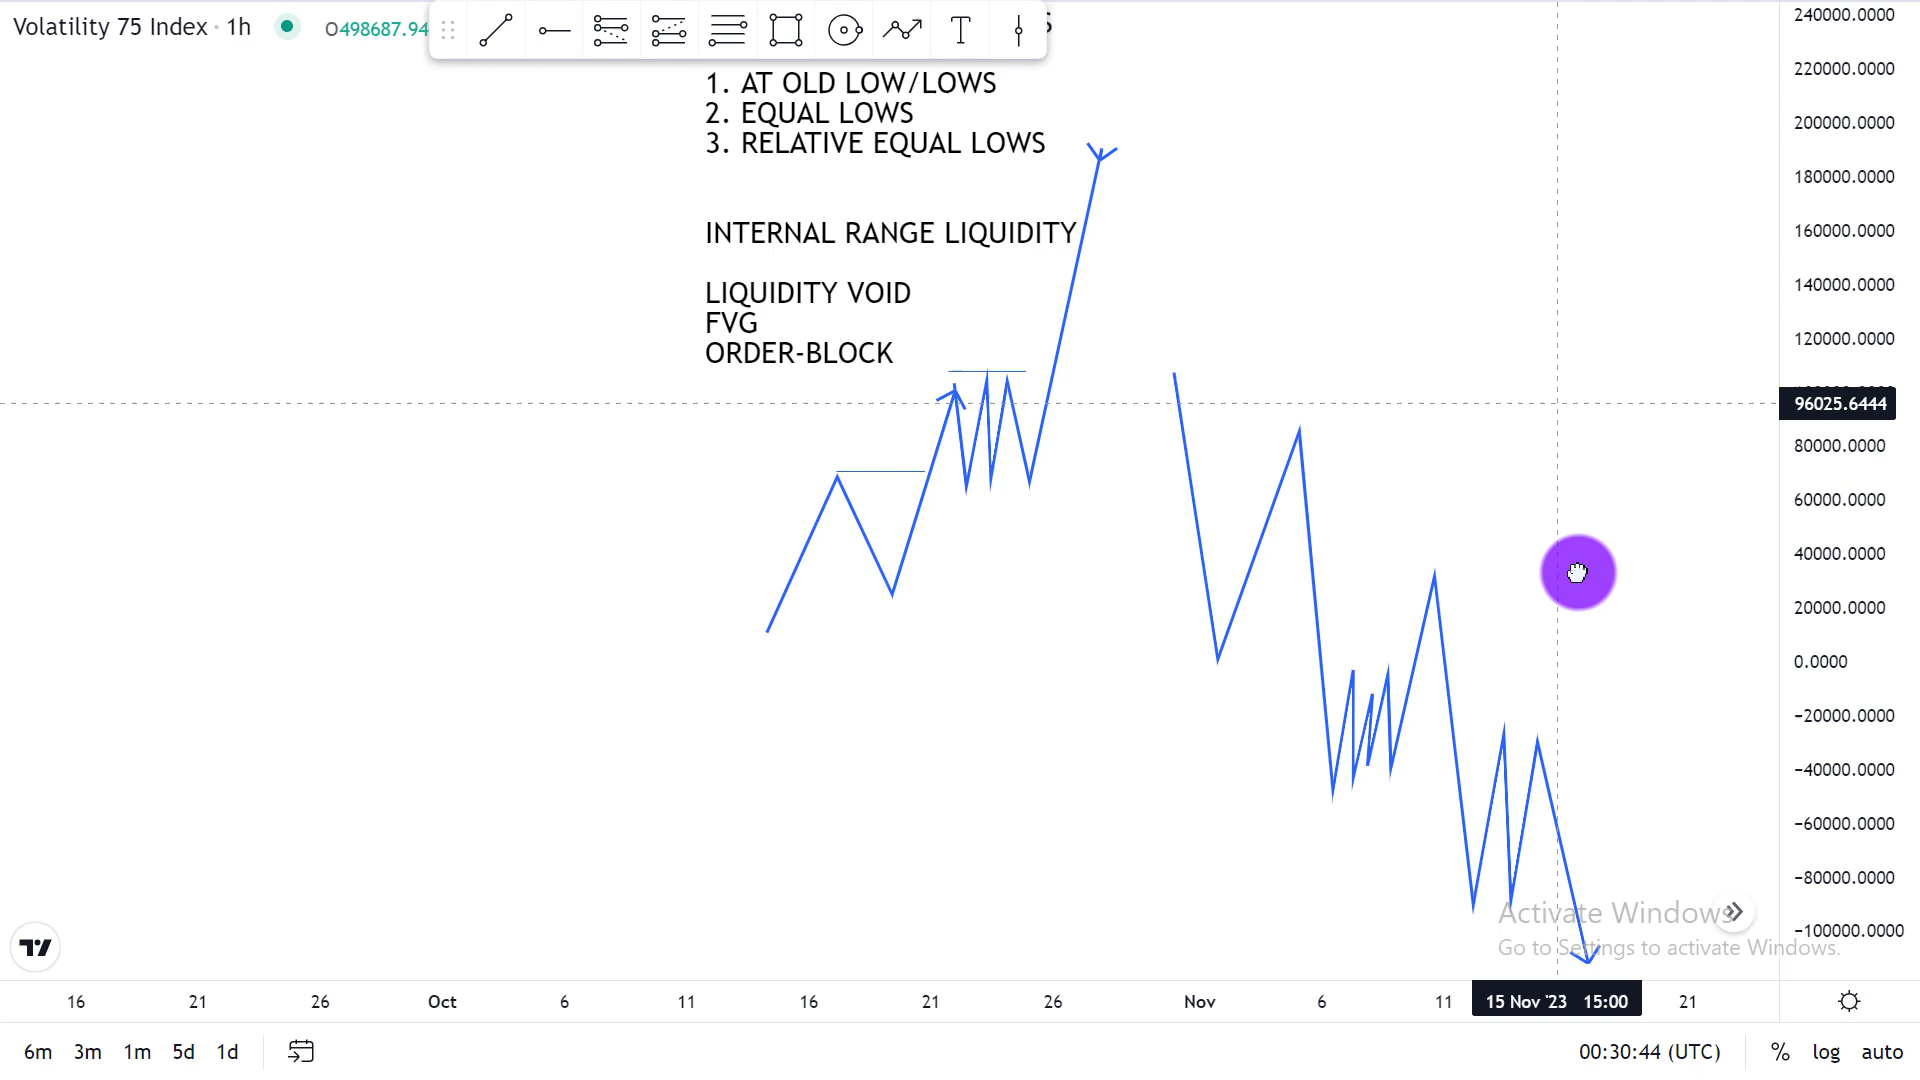 Volatility 75 Index · 1h
O498687.94
1. AT OLD LOW/LOWS
2. EQUAL LOWS
3. RELATIVE EQUAL LOWS
INTERNAL RANGE LIQUIDITY
LIQUIDITY VOID
FVG
ORDER-BLOCK
240000.0000
220000.0000
200000.0000
180000.0000
160000.0000
140000.0000
120000.0000
96025.6444
80000.0000
60000.0000
40000.0000
20000.0000
0.0000
−20000.0000
−40000.0000
−60000.0000
−80000.0000
−100000.0000
Activate Windows
Go to Settings to activate Windows.
16 21 26 Oct 6 11 16 21 26 Nov 6 11 15 Nov '23 15:00 21
6m 3m 1m 5d 1d 00:30:44 (UTC) % log auto